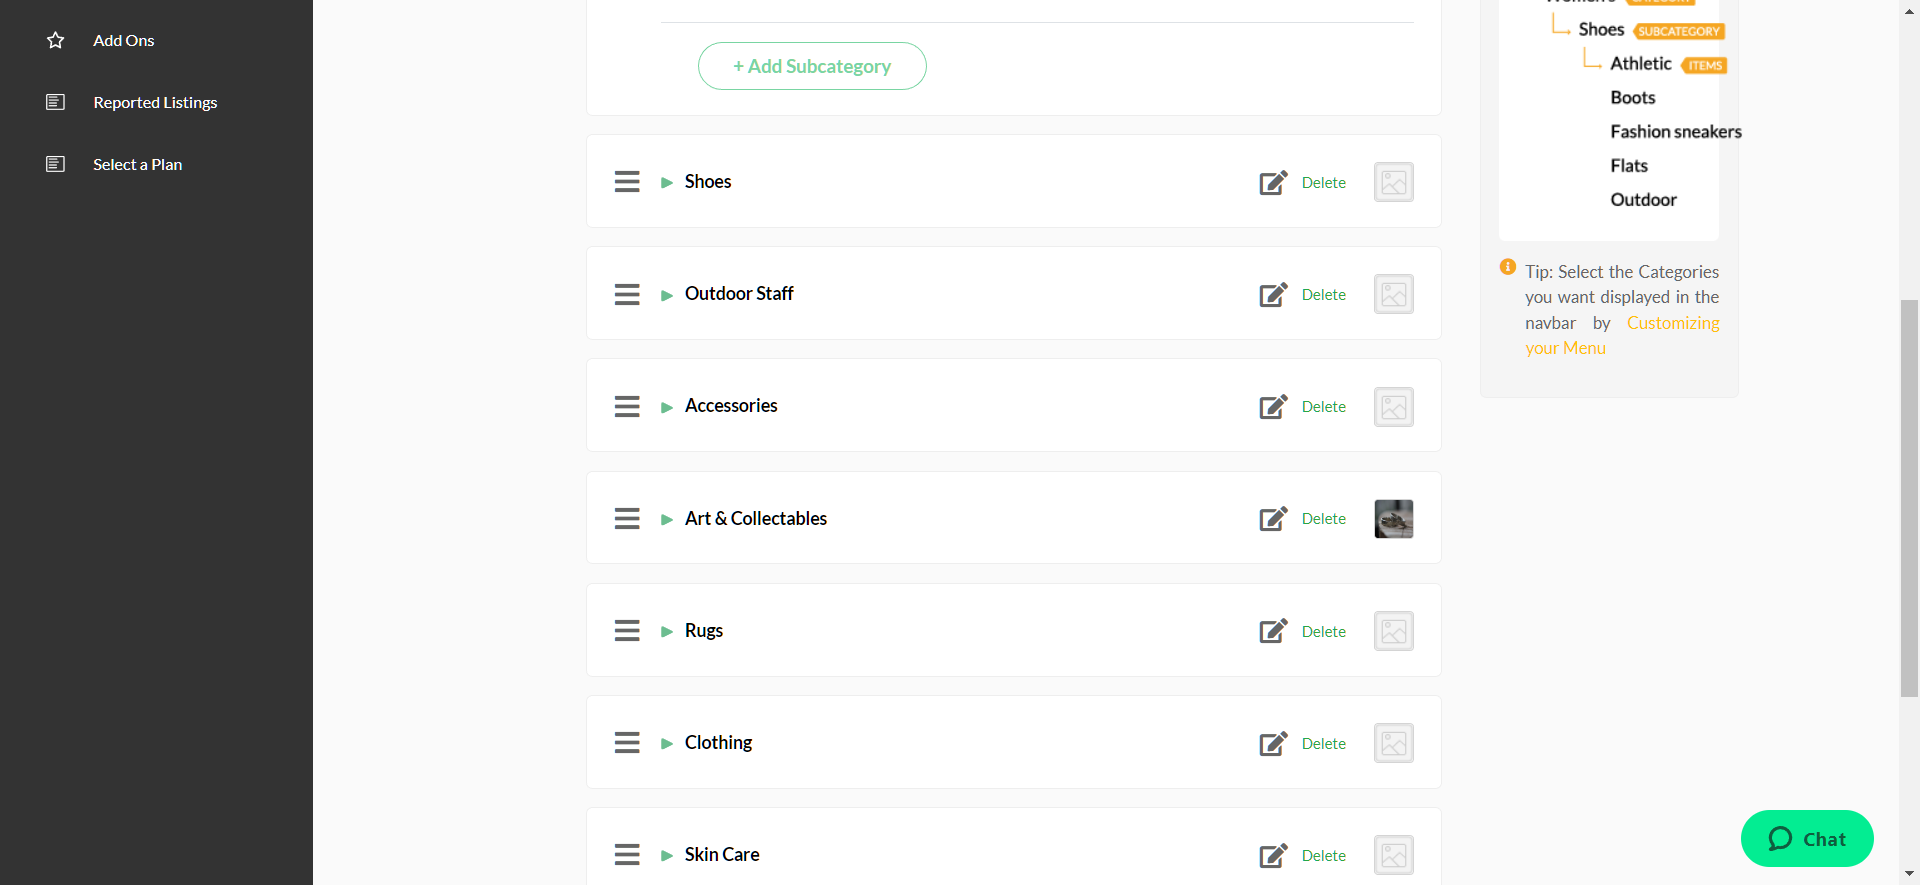 Add Ons
Reported Listings
Select a Plan
+ Add Subcategory
Shoes
Delete
Outdoor Staff
Delete
Accessories
Delete
Art & Collectables
Delete
Rugs
Delete
Clothing
Delete
Skin Care
Delete
Shoes SUBCATEGORY
Athletic ITEMS
Boots
Fashion sneakers
Flats
Outdoor
Tip: Select the Categories
you want displayed in the
navbar by Customizing
your Menu
Chat